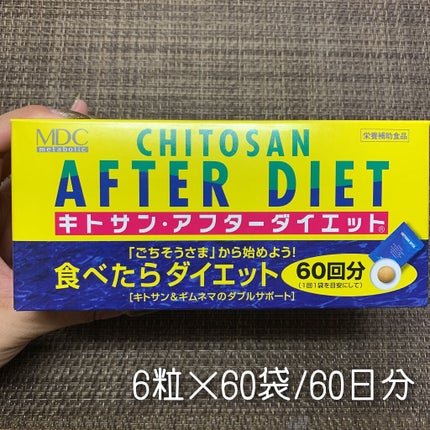 MDC
metabolic
栄養補助食品
CHITOSAN
AFTER DIET
キトサン・アフターダイエット®
「ごちそうさま」から始めよう!
食べたらダイエット
60回分
(1回1袋を目安にして)
[キトサン&ギムネマのダブルサポート]
6粒×60袋/60日分